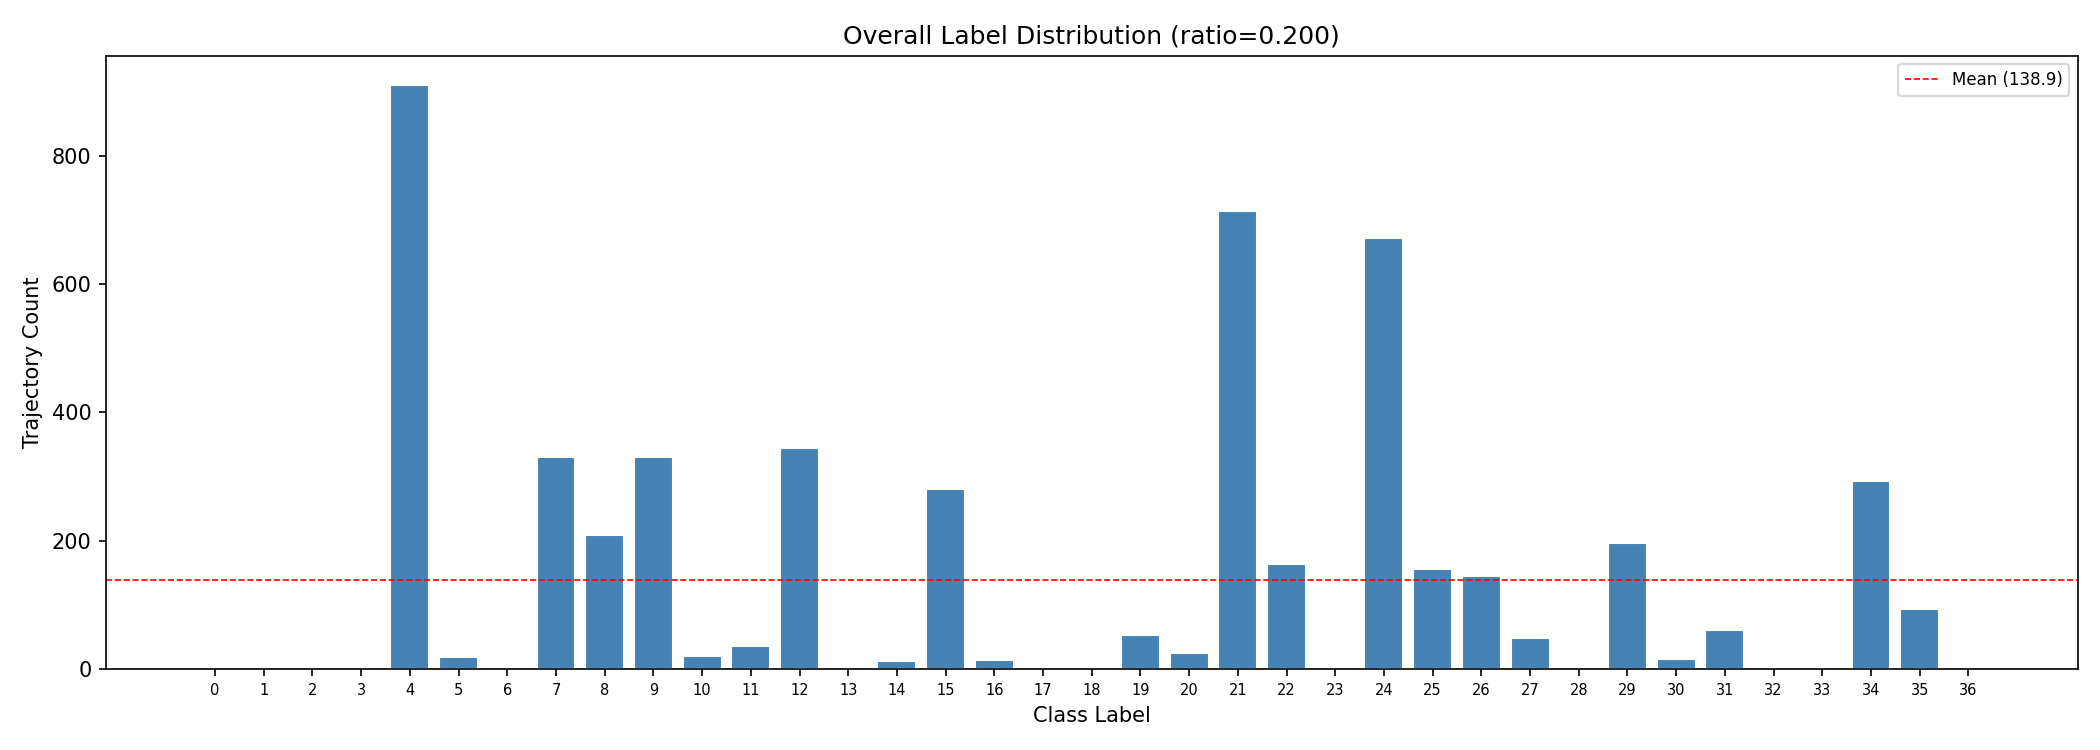 Overall Label Distribution (ratio=0.200)
Mean (138.9)
Trajectory Count
800
600
400
200
0
0 1 2 3 4 5 6 7 8 9 10 11 12 13 14 15 16 17 18 19 20 21 22 23 24 25 26 27 28 29 30 31 32 33 34 35 36
Class Label